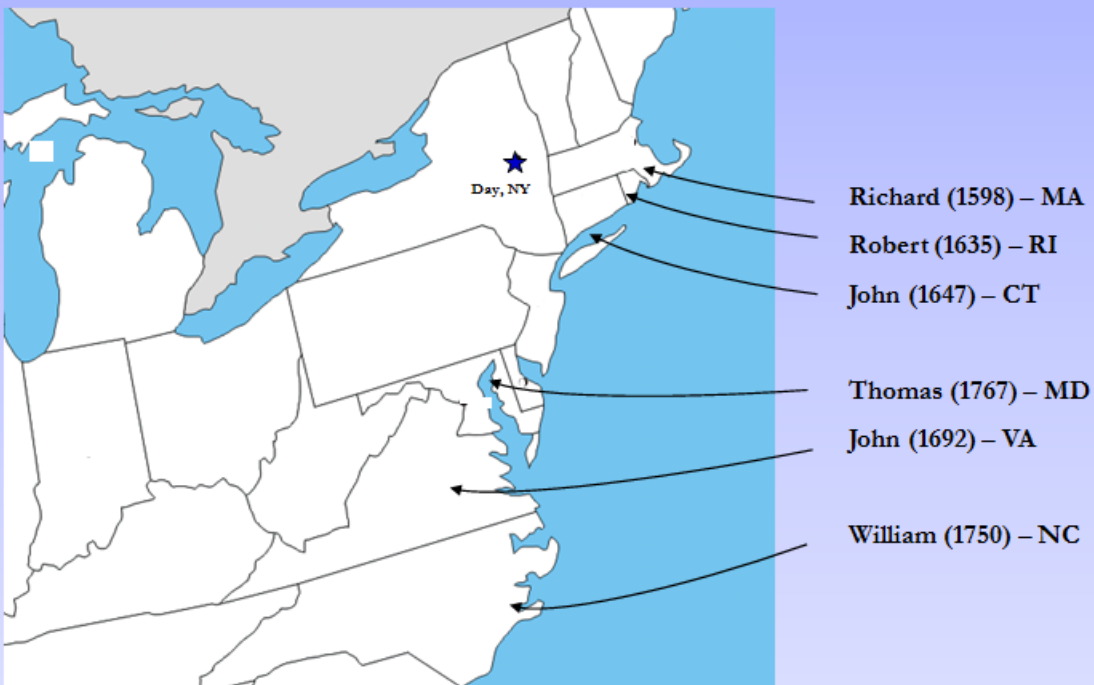 Day, NY
Richard (1598) – MA
Robert (1635) – RI
John (1647) – CT
Thomas (1767) – MD
John (1692) – VA
William (1750) – NC